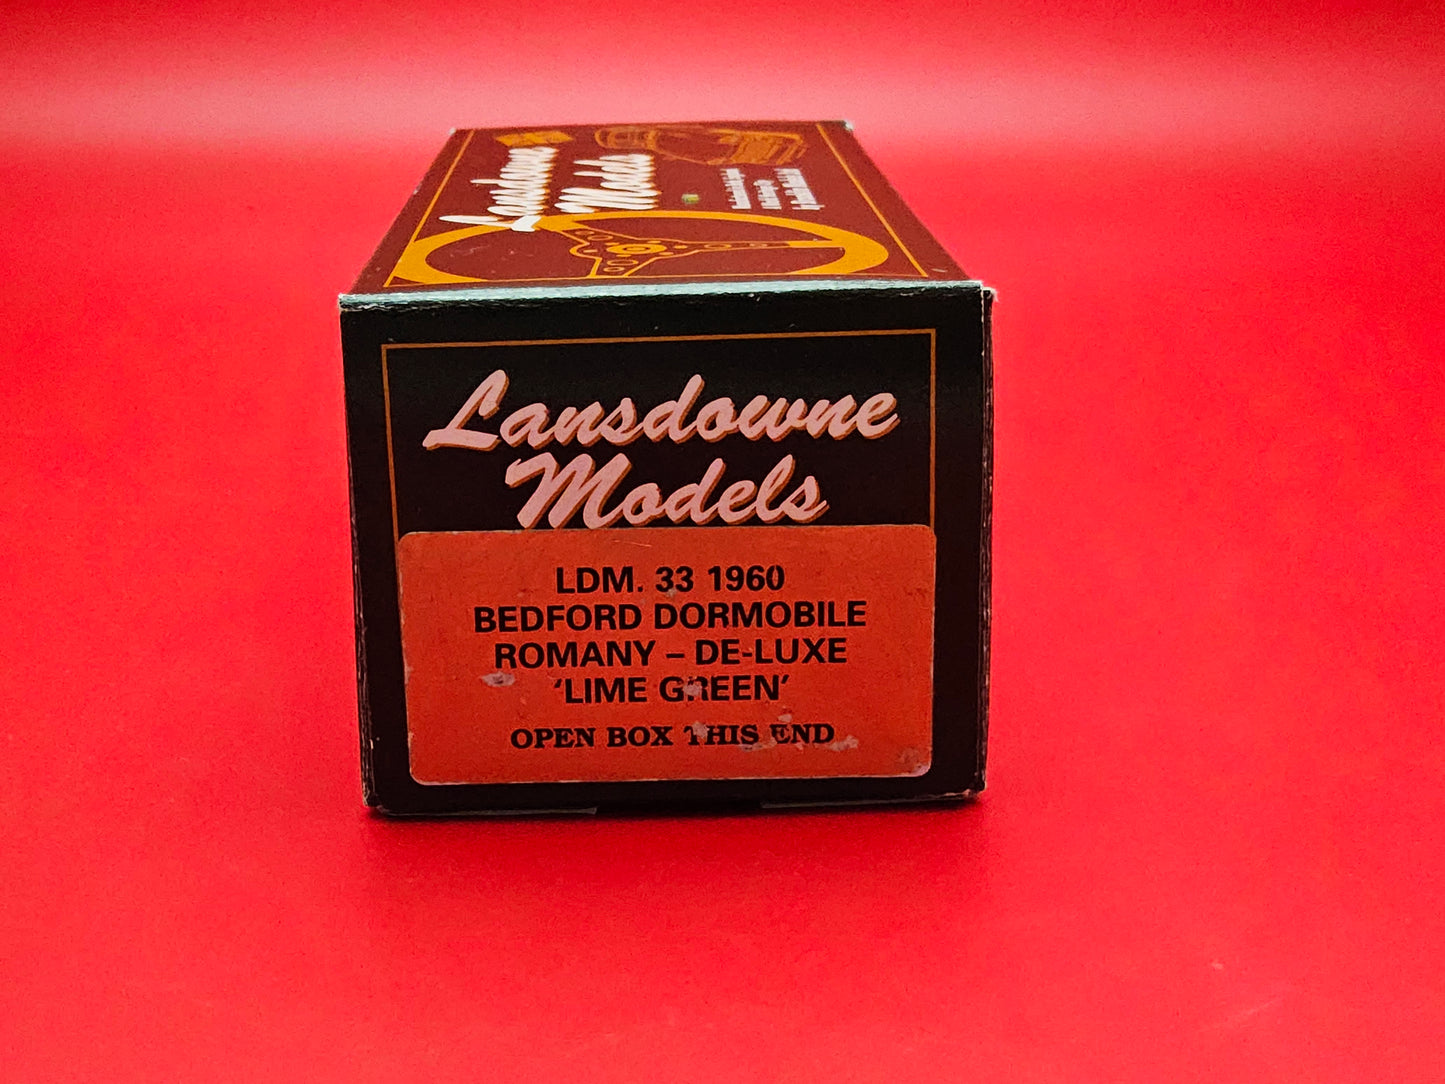 Lansdowne
Models
Lansdowne
Models
LDM. 33 1960
BEDFORD DORMOBILE
ROMANY – DE-LUXE
‘LIME GREEN’
OPEN BOX THIS END